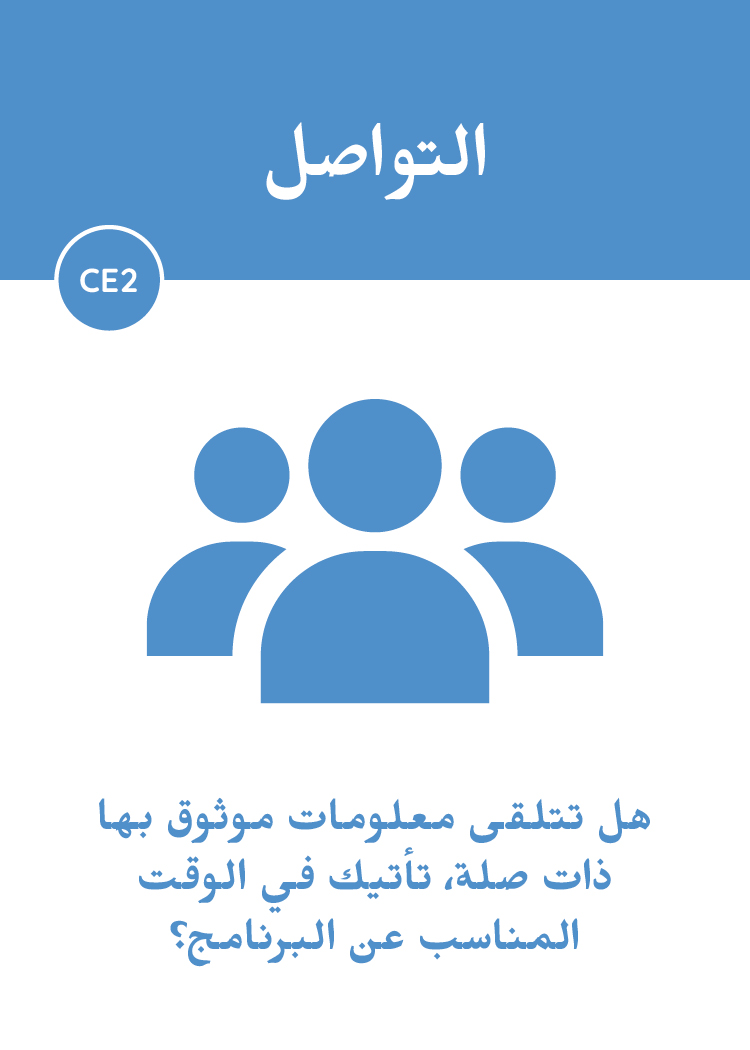 التواصل
CE2
هل تتلقى معلومات موثوق بها
ذات صلة، تأتيك في الوقت
المناسب عن البرنامج؟